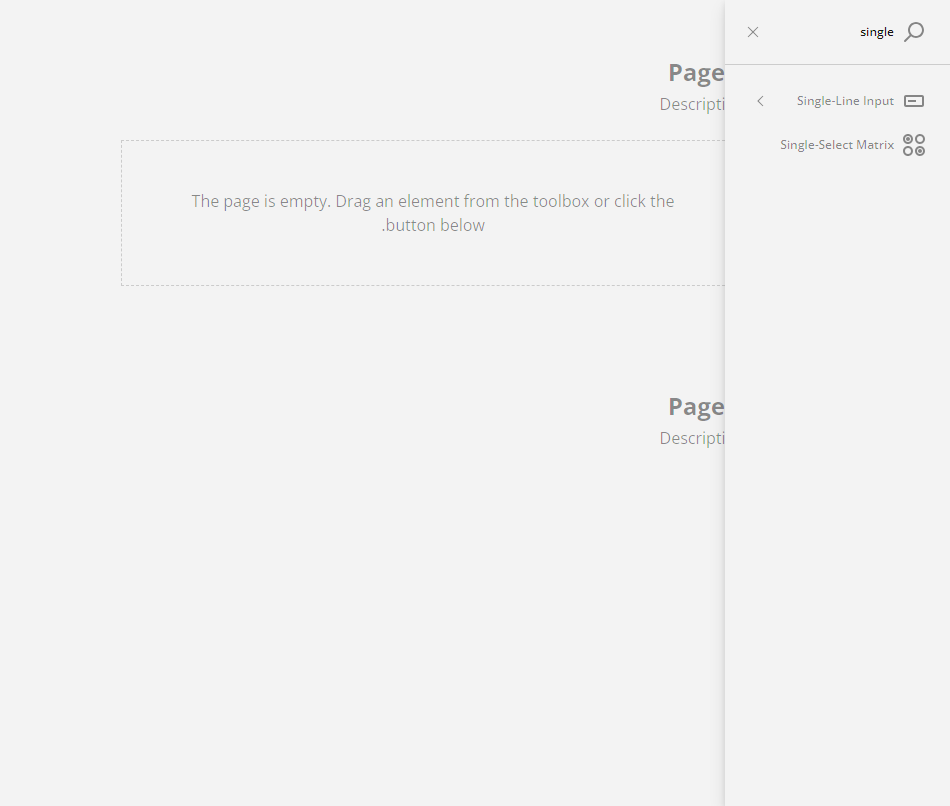 single
Single-Line Input
Single-Select Matrix
Page
Descripti
The page is empty. Drag an element from the toolbox or click the
.button below
Page
Descripti